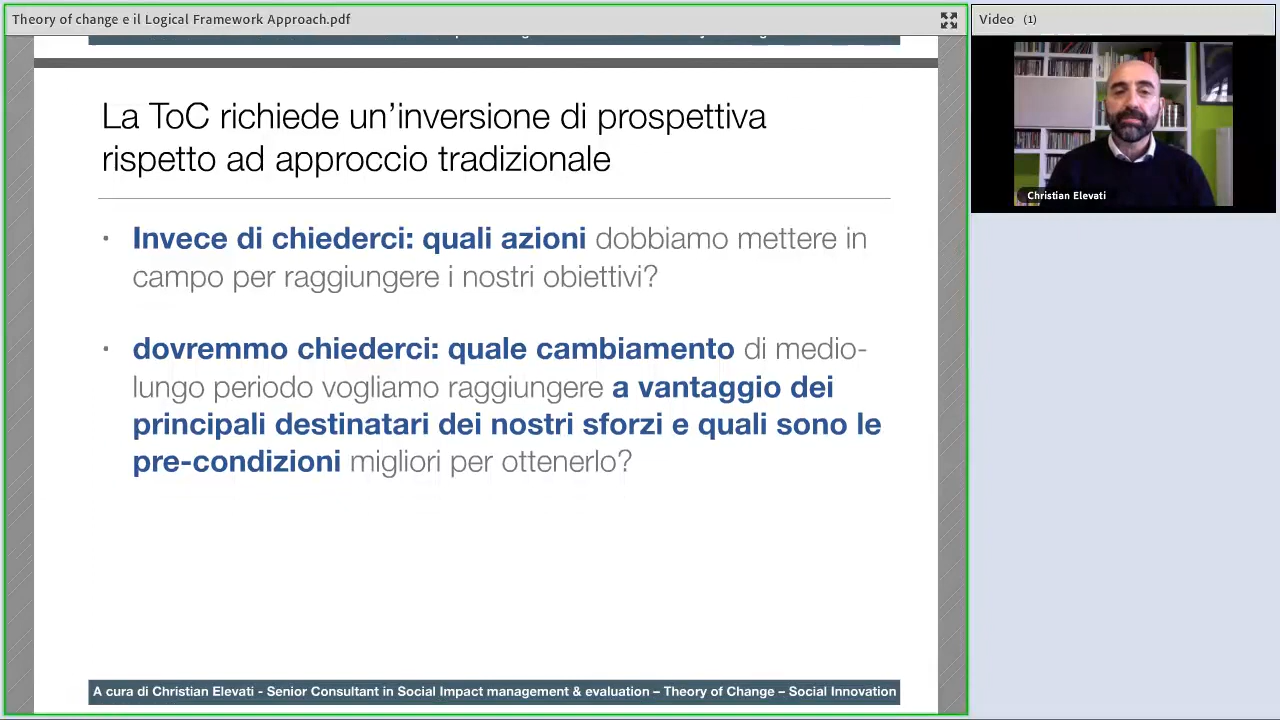 Theory of change e il Logical Framework Approach.pdf
Video (1)
Christian Elevati
La ToC richiede un’inversione di prospettiva
rispetto ad approccio tradizionale
· Invece di chiederci: quali azioni dobbiamo mettere in
campo per raggiungere i nostri obiettivi?
· dovremmo chiederci: quale cambiamento di medio-
lungo periodo vogliamo raggiungere a vantaggio dei
principali destinatari dei nostri sforzi e quali sono le
pre-condizioni migliori per ottenerlo?
A cura di Christian Elevati - Senior Consultant in Social Impact management & evaluation – Theory of Change – Social Innovation